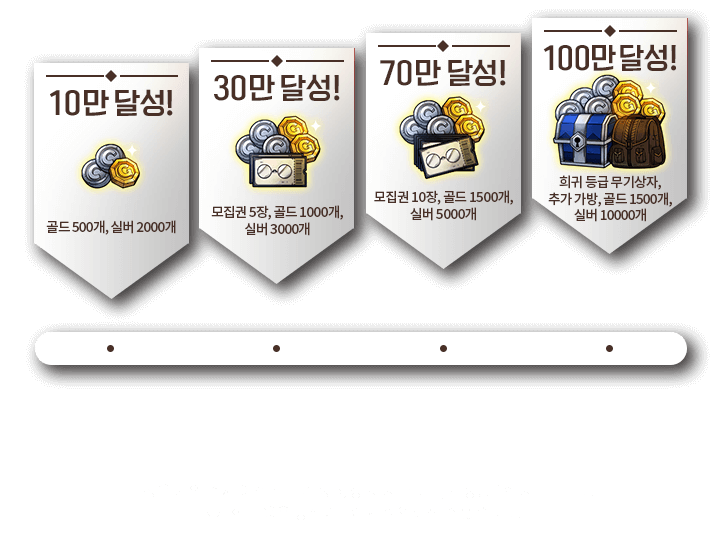 10만 달성!
골드 500개, 실버 2000개
30만 달성!
모집권 5장, 골드 1000개,
실버 3000개
70만 달성!
모집권 10장, 골드 1500개,
실버 5000개
100만 달성!
희귀 등급 무기상자,
추가 가방, 골드 1500개,
실버 10000개